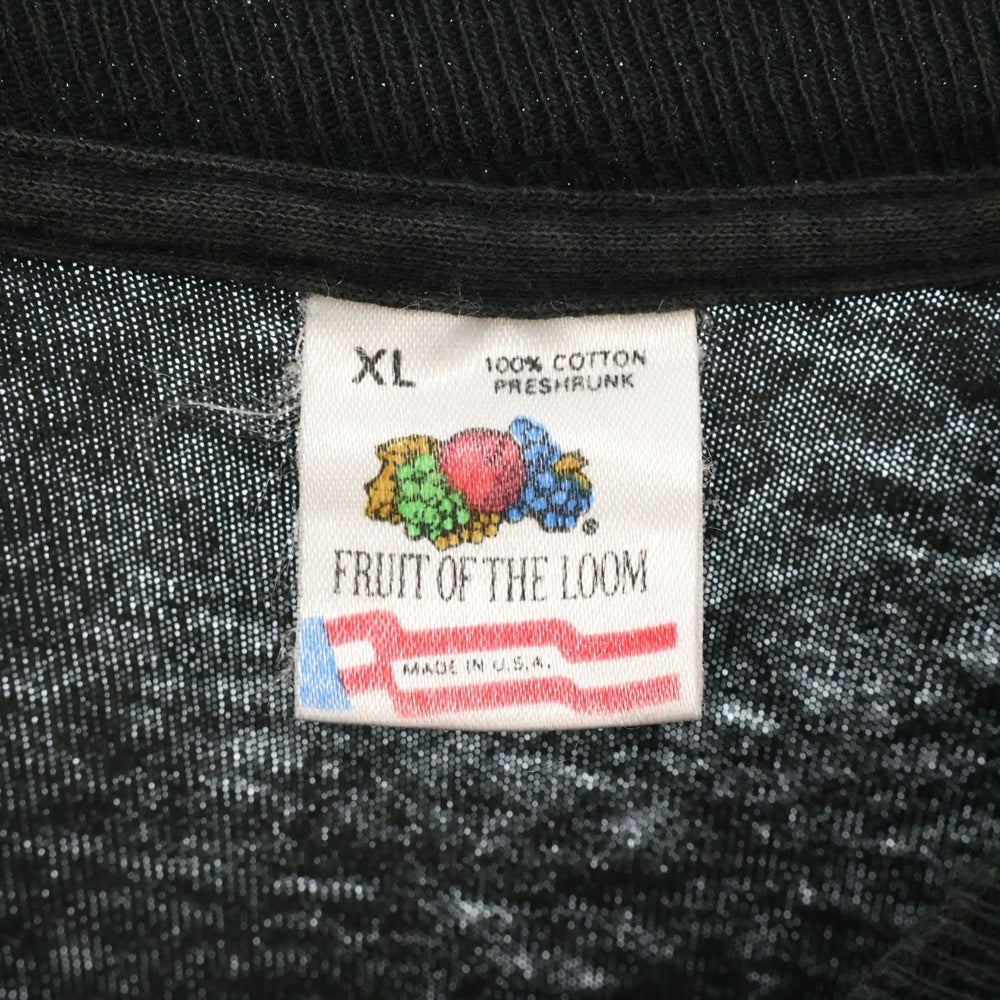 XL
100% COTTON
PRESHRUNK
®
FRUIT OF THE LOOM
MADE IN U.S.A.